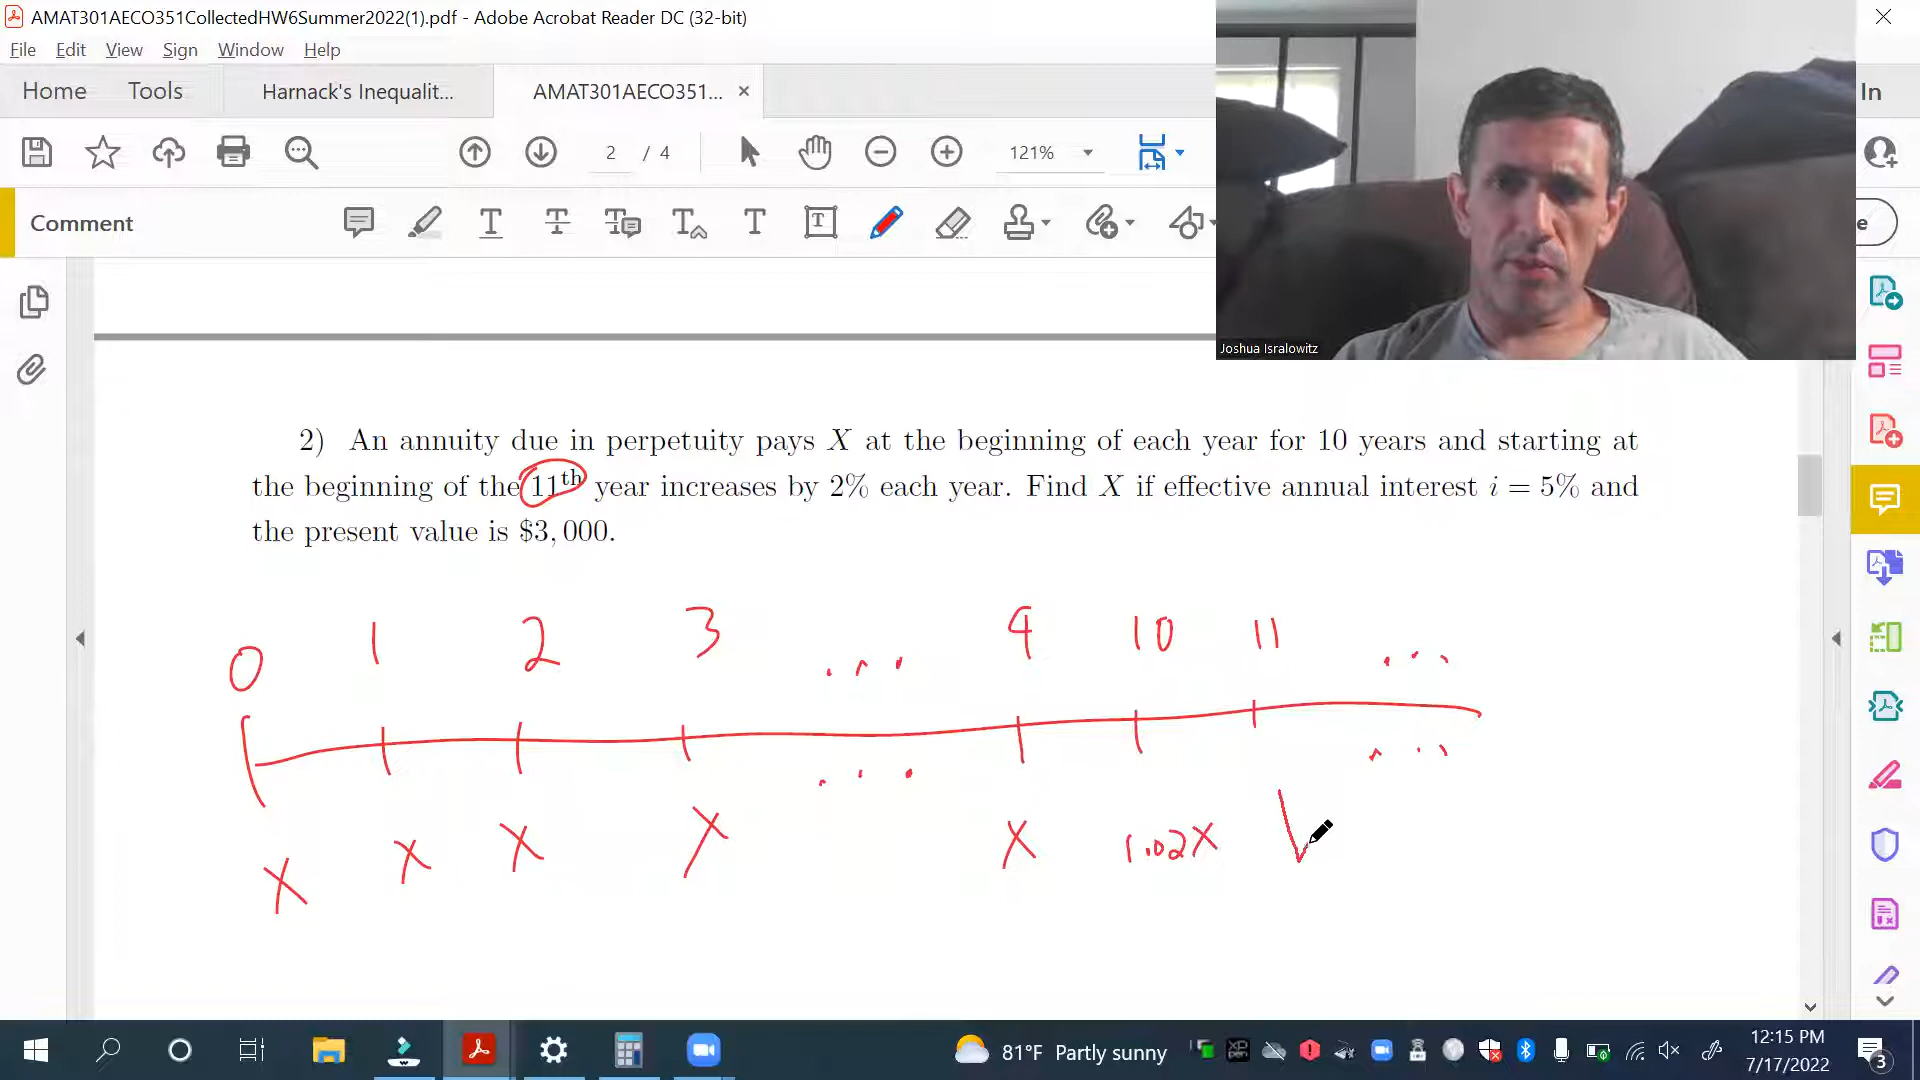 AMAT301AECO351CollectedHW6Summer2022(1).pdf - Adobe Acrobat Reader DC (32-bit)
File Edit View Sign Window Help
Home Tools Harnack's Inequalit... AMAT301AECO351... In
2 / 4 121%
Comment
Joshua Isralowitz
2) An annuity due in perpetuity pays X at the beginning of each year for 10 years and starting at
the beginning of the 11th year increases by 2% each year. Find X if effective annual interest i = 5% and
the present value is $3,000.
0 1 2 3 ... 9 10 11 ...
... ...
X X X X X 1.02X
81°F Partly sunny
12:15 PM
7/17/2022
3